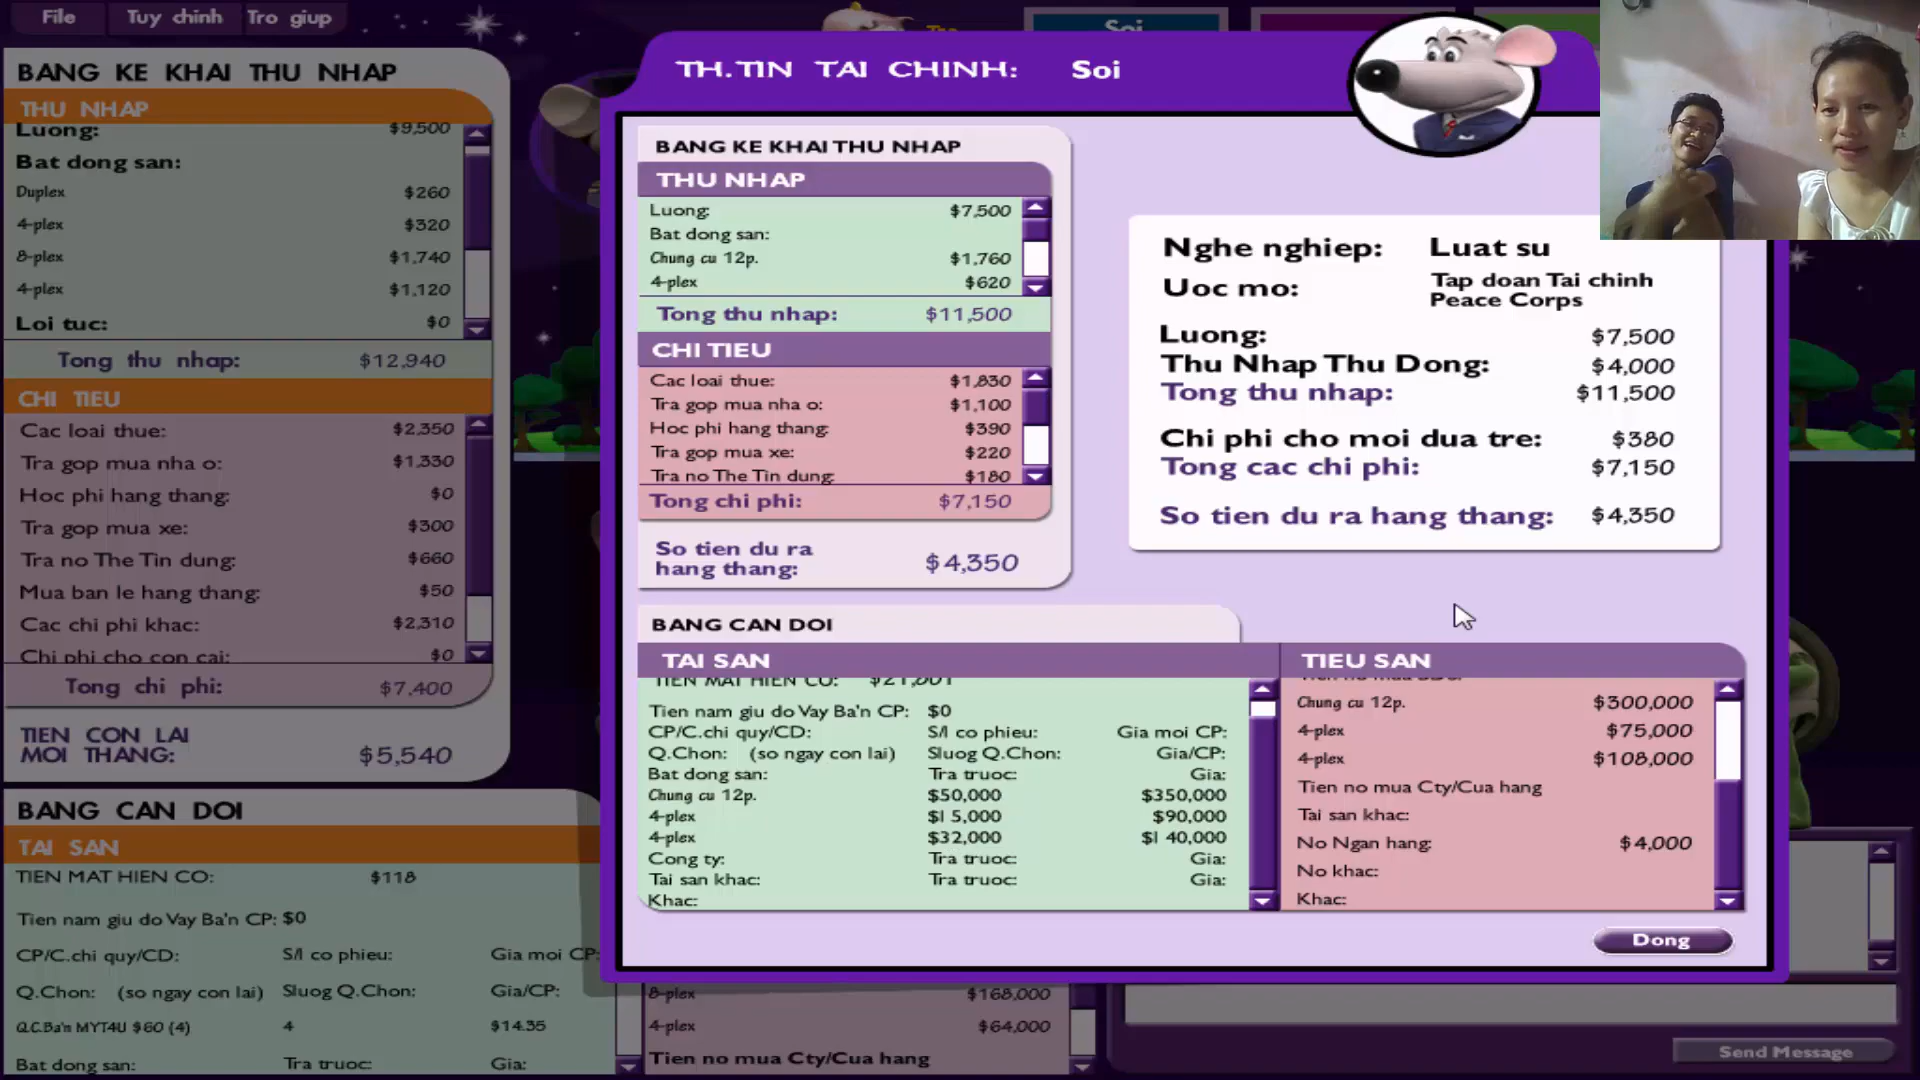 File Tuy chinh Tro giup
Soi
BANG KE KHAI THU NHAP
THU NHAP
Luong: $9,500
Bat dong san:
Duplex $260
4-plex $320
8-plex $1,740
4-plex $1,120
Loi tuc: $0
Tong thu nhap: $12,940
CHI TIEU
Cac loai thue: $2,350
Tra gop mua nha o: $1,330
Hoc phi hang thang: $0
Tra gop mua xe: $300
Tra no The Tin dung: $660
Mua ban le hang thang: $50
Cac chi phi khac: $2,310
Chi phi cho con cai: $0
Tong chi phi: $7,400
TIEN CON LAI
MOI THANG: $5,540
BANG CAN DOI
TAI SAN
TIEN MAT HIEN CO: $118
Tien nam giu do Vay Ba'n CP: $0
CP/C.chi quy/CD: S/l co phieu: Gia moi CP:
Q.Chon: (so ngay con lai) Sluog Q.Chon: Gia/CP:
Q.C.Ba'n MYT4U $60 (4) 4 $14.35
Bat dong san: Tra truoc: Gia:
TH.TIN TAI CHINH: Soi
BANG KE KHAI THU NHAP
THU NHAP
Luong: $7,500
Bat dong san:
Chung cu 12p. $1,760
4-plex $620
Tong thu nhap: $11,500
CHI TIEU
Cac loai thue: $1,830
Tra gop mua nha o: $1,100
Hoc phi hang thang: $390
Tra gop mua xe: $220
Tra no The Tin dung: $180
Tong chi phi: $7,150
So tien du ra
hang thang: $4,350
Nghe nghiep: Luat su
Uoc mo: Tap doan Tai chinh
Peace Corps
Luong: $7,500
Thu Nhap Thu Dong: $4,000
Tong thu nhap: $11,500
Chi phi cho moi dua tre: $380
Tong cac chi phi: $7,150
So tien du ra hang thang: $4,350
BANG CAN DOI
TAI SAN
TIEN MAT HIEN CO: $21,001
Tien nam giu do Vay Ba'n CP: $0
CP/C.chi quy/CD: S/l co phieu: Gia moi CP:
Q.Chon: (so ngay con lai) Sluog Q.Chon: Gia/CP:
Bat dong san: Tra truoc: Gia:
Chung cu 12p. $50,000 $350,000
4-plex $15,000 $90,000
4-plex $32,000 $140,000
Cong ty: Tra truoc: Gia:
Tai san khac: Tra truoc: Gia:
Khac:
TIEU SAN
Chung cu 12p. $300,000
4-plex $75,000
4-plex $108,000
Tien no mua Cty/Cua hang
Tai san khac:
No Ngan hang: $4,000
No khac:
Khac:
Dong
8-plex $168,000
4-plex $64,000
Tien no mua Cty/Cua hang
Send Message